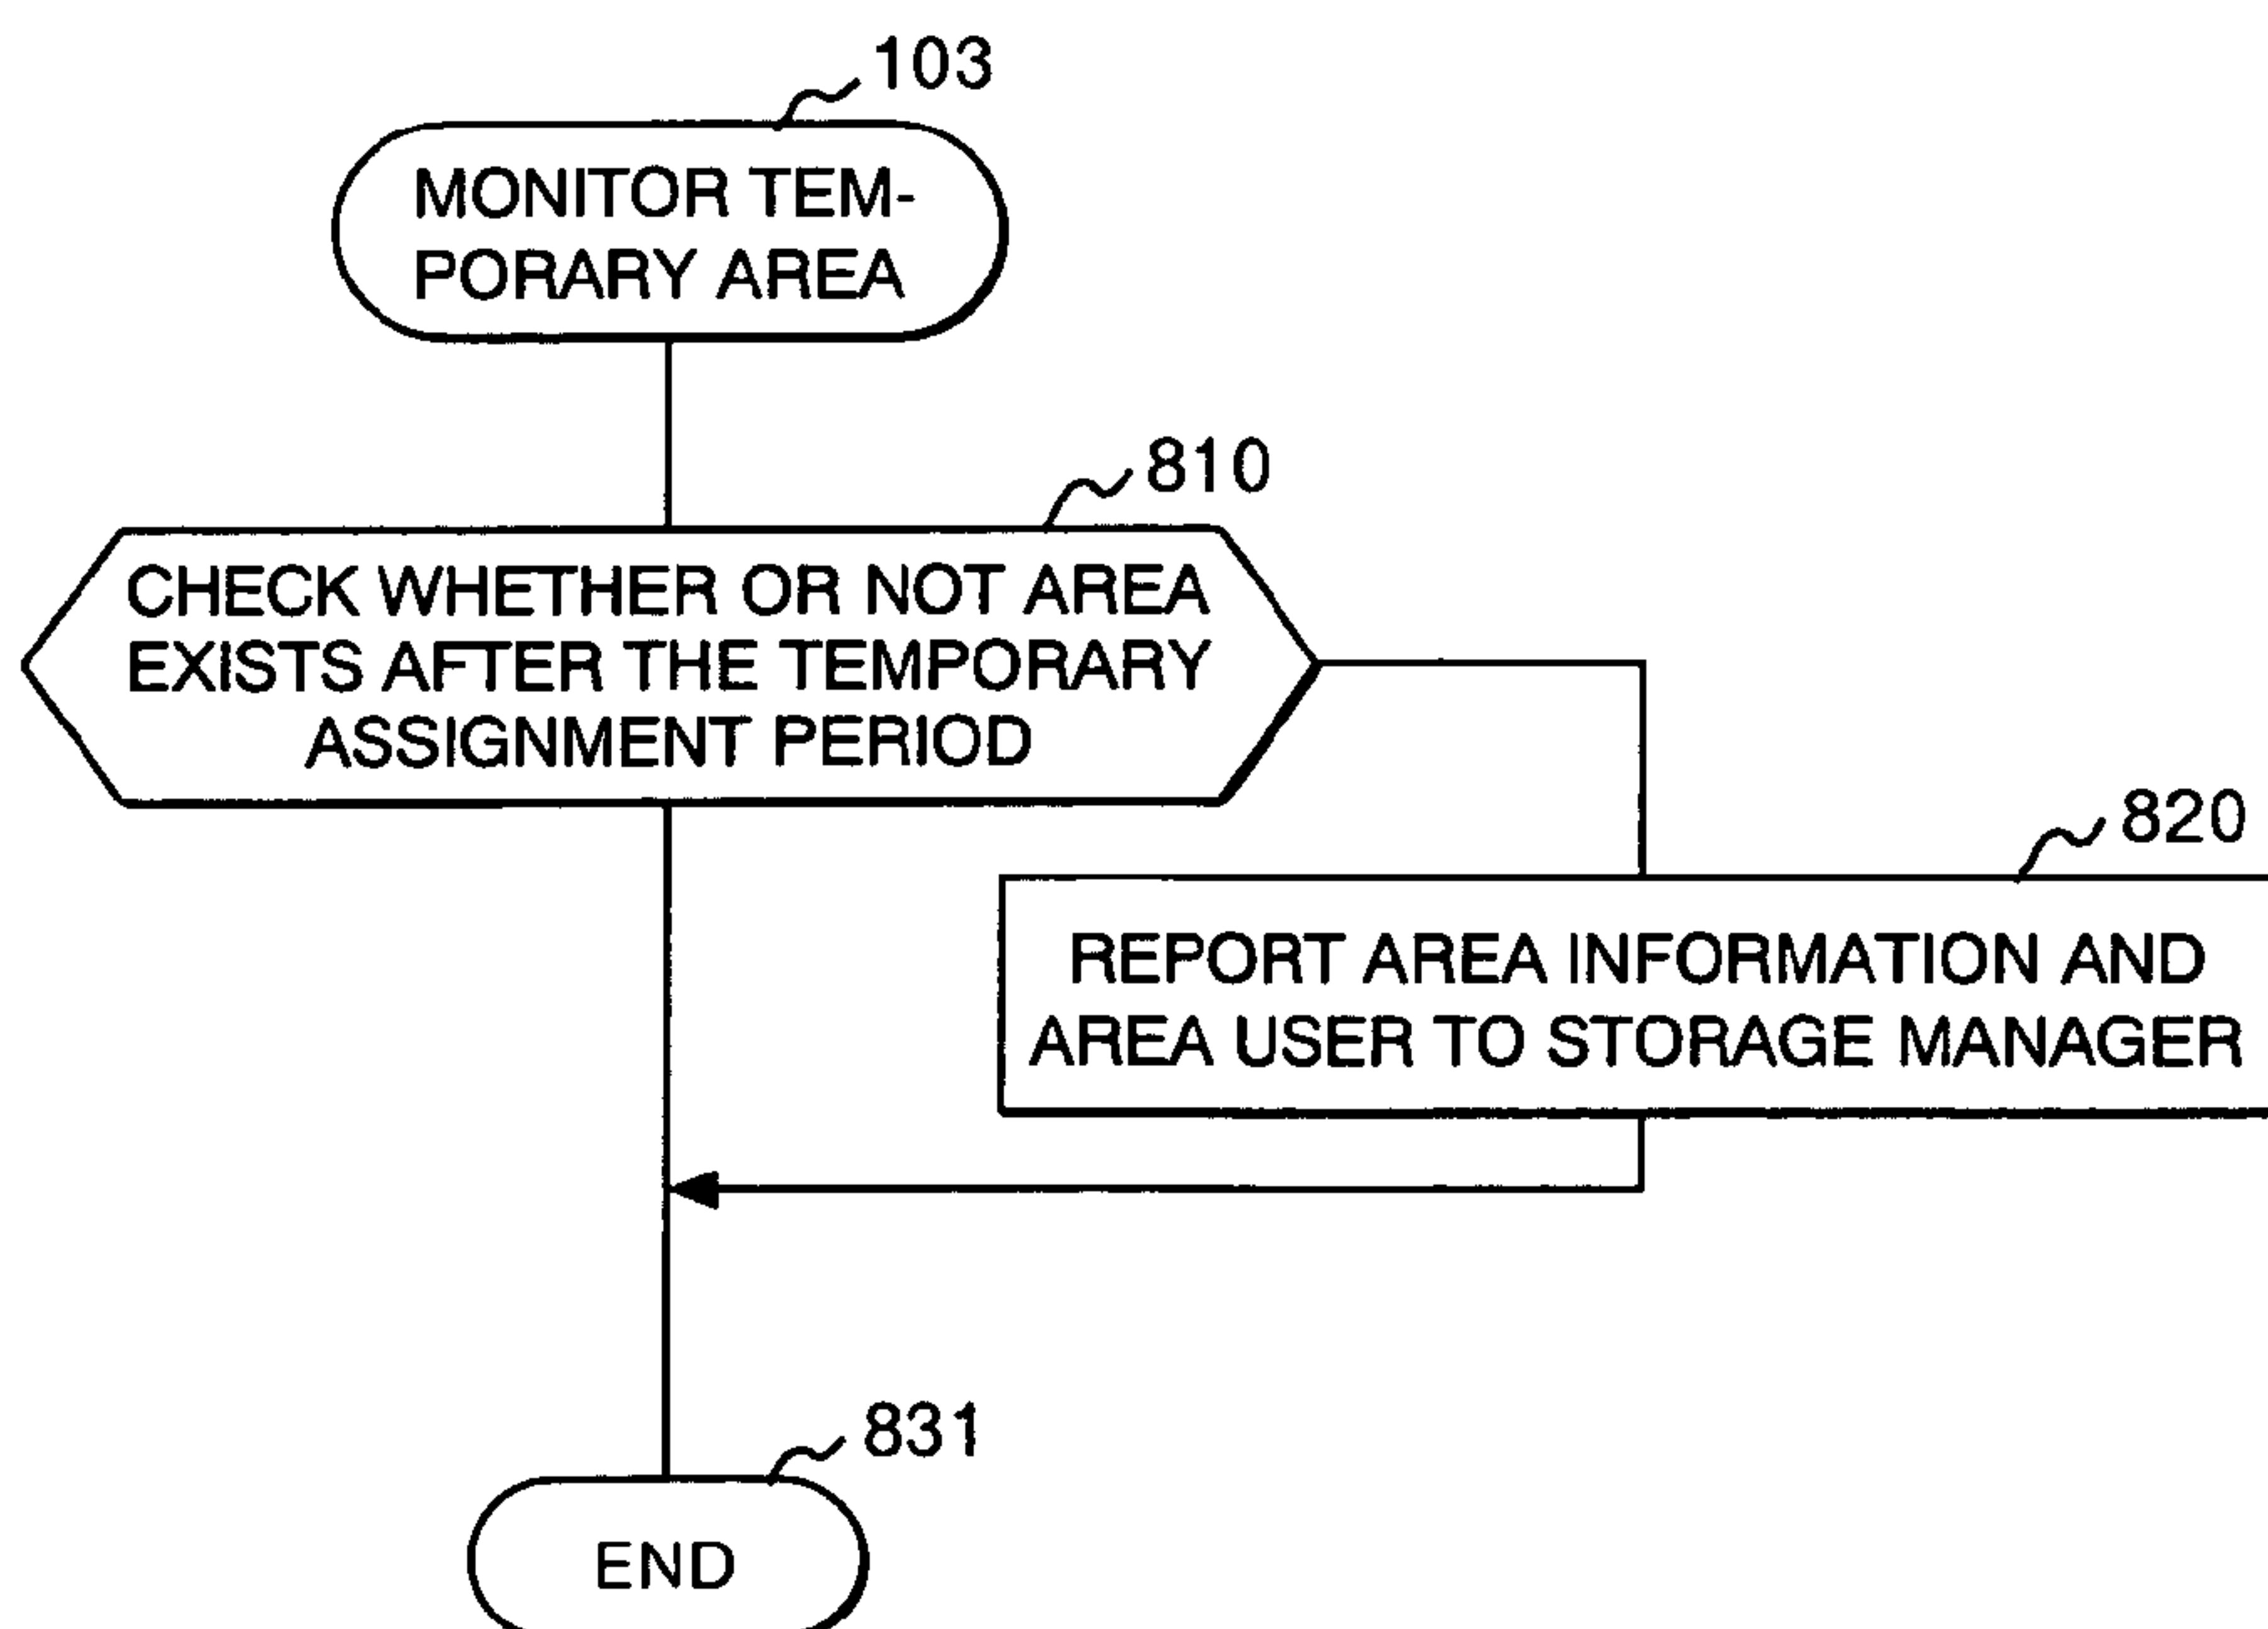 103
MONITOR TEM-
PORARY AREA
810
CHECK WHETHER OR NOT AREA
EXISTS AFTER THE TEMPORARY
ASSIGNMENT PERIOD
820
REPORT AREA INFORMATION AND
AREA USER TO STORAGE MANAGER
831
END